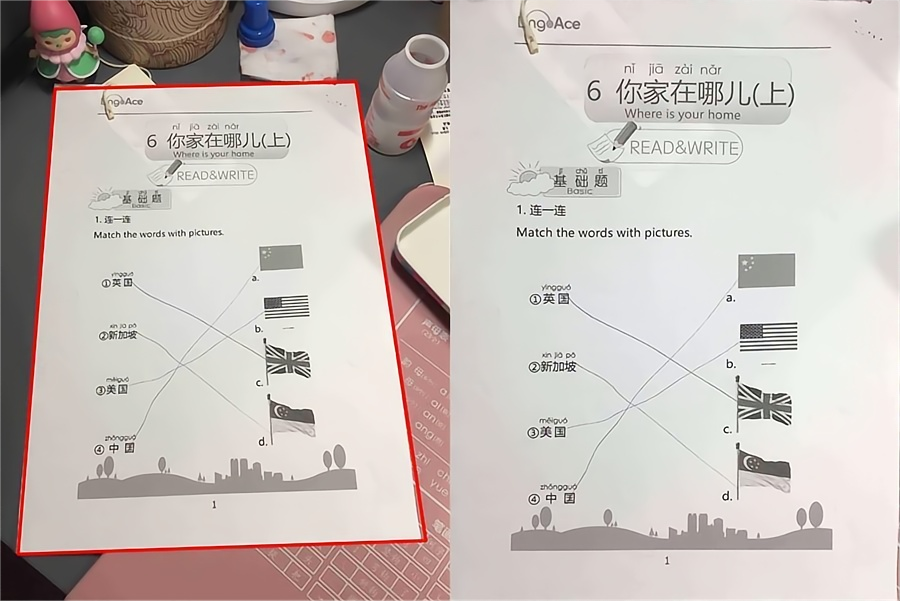 LingoAce
nǐ jiā zài nǎr
6 你家在哪儿(上)
Where is your home
READ&WRITE
jī chǔ tí
基础题
Basic
1. 连一连
Match the words with pictures.
yīngguó
①英国
a.
xīn jiā pō
②新加坡
b.
měiguó
③美国
c.
zhōngguó
④中国
d.
1
LingoAce
nǐ jiā zài nǎr
6 你家在哪儿(上)
Where is your home
READ&WRITE
jī chǔ tí
基础题
Basic
1. 连一连
Match the words with pictures.
yīngguó
①英国
a.
xīn jiā pō
②新加坡
b.
měiguó
③美国
c.
zhōngguó
④中国
d.
1